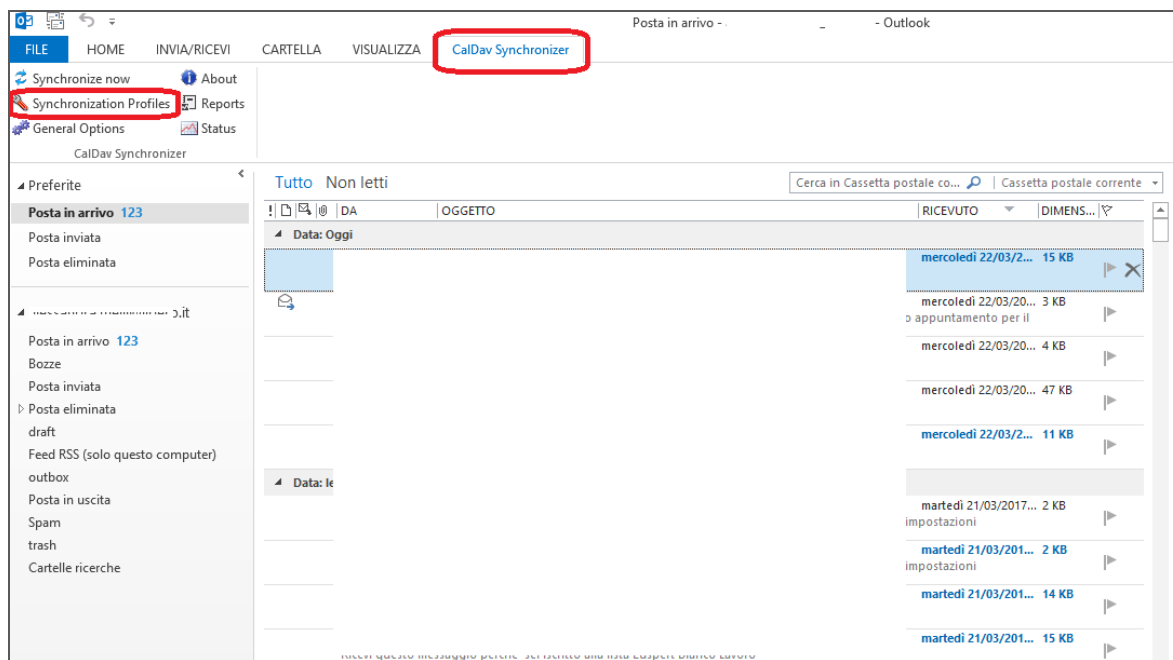 Posta in arrivo - _ - Outlook
FILE HOME INVIA/RICEVI CARTELLA VISUALIZZA CalDav Synchronizer
Synchronize now About
Synchronization Profiles Reports
General Options Status
CalDav Synchronizer
Preferite
Posta in arrivo 123
Posta inviata
Posta eliminata
.it
Posta in arrivo 123
Bozze
Posta inviata
Posta eliminata
draft
Feed RSS (solo questo computer)
outbox
Posta in uscita
Spam
trash
Cartelle ricerche
Tutto Non letti
Cerca in Cassetta postale co... Cassetta postale corrente
! DA OGGETTO RICEVUTO DIMENS...
Data: Oggi
mercoledì 22/03/2... 15 KB
mercoledì 22/03/20... 3 KB
o appuntamento per il
mercoledì 22/03/20... 4 KB
mercoledì 22/03/20... 47 KB
mercoledì 22/03/2... 11 KB
Data: Ie
martedì 21/03/2017... 2 KB
impostazioni
martedì 21/03/201... 2 KB
impostazioni
martedì 21/03/201... 14 KB
martedì 21/03/201... 15 KB